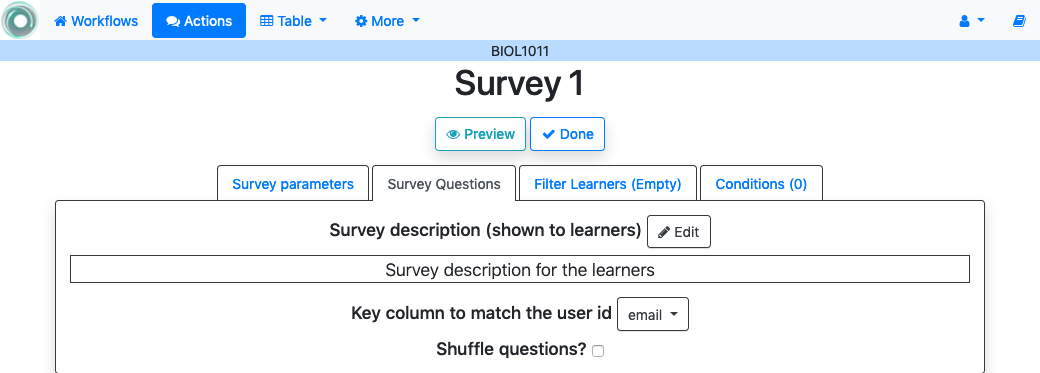 Workflows Actions Table More
BIOL1011
Survey 1
Preview Done
Survey parameters Survey Questions Filter Learners (Empty) Conditions (0)
Survey description (shown to learners) Edit
Survey description for the learners
Key column to match the user id email
Shuffle questions?